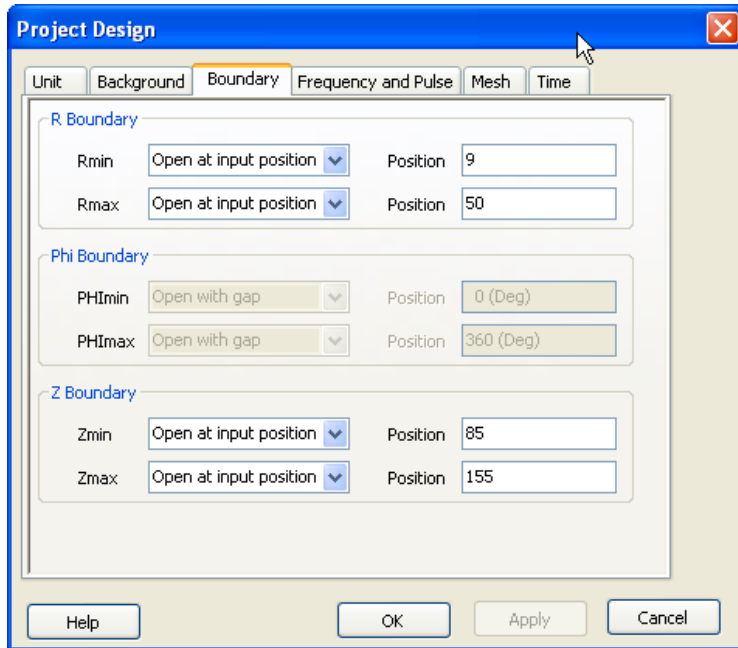 Project Design
Unit Background Boundary Frequency and Pulse Mesh Time
R Boundary
Rmin Open at input position Position 9
Rmax Open at input position Position 50
Phi Boundary
PHImin Open with gap Position 0 (Deg)
PHImax Open with gap Position 360 (Deg)
Z Boundary
Zmin Open at input position Position 85
Zmax Open at input position Position 155
Help OK Apply Cancel